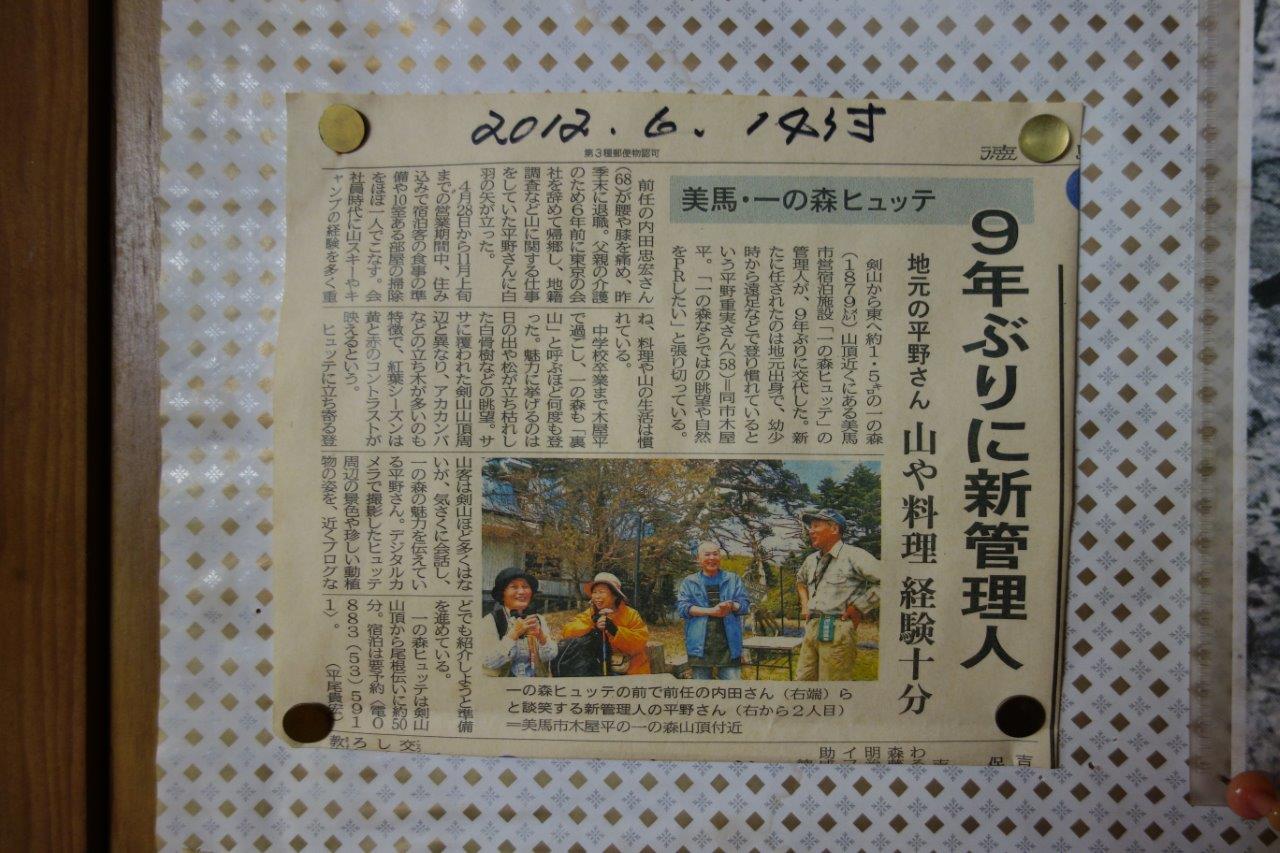 2012.6.14付
第3種郵便物認可
徳
美馬・一の森ヒュッテ
9年ぶりに新管理人
地元の平野さん 山や料理 経験十分
剣山から東へ約1・5㌔の一の森
(1879㍍)山頂近くにある美馬
市営宿泊施設「一の森ヒュッテ」の
管理人が、9年ぶりに交代した。新
たに任されたのは地元出身で、幼少
時から遠足などで登り慣れていると
いう平野重実さん(58)=同市木屋
平。「一の森ならではの眺望や自然
をPRしたい」と張り切っている。
前任の内田忠宏さん
(68)が腰や膝を痛め、昨
季末に退職。父親の介護
のため6年前に東京の会
社を辞めて帰郷し、地籍
調査など山に関する仕事
をしていた平野さんに白
羽の矢が立った。
4月28日から11月上旬
までの営業期間中、住み
込みで宿泊客の食事の準
備や10室ある部屋の掃除
をほぼ一人でこなす。会
社員時代に山スキーやキ
ャンプの経験を多く重
ね、料理や山の生活は慣
れている。
中学校卒業まで木屋平
で過ごし、一の森も「裏
山」と呼ぶほど何度も登
った。魅力に挙げるのは
日の出や松が立ち枯れし
た白骨樹などの眺望。サ
サに覆われた剣山山頂周
辺と異なり、アカカンバ
などの立ち木が多いのも
特徴で、紅葉シーズンは
黄と赤のコントラストが
映えるという。
ヒュッテに立ち寄る登
山客は剣山ほど多くはな
いが、気さくに会話し、
一の森の魅力を伝えてい
る平野さん。デジタルカ
メラで撮影したヒュッテ
周辺の景色や珍しい動植
物の姿を、近くブログな
どでも紹介しようと準備
を進めている。
一の森ヒュッテは剣山
山頂から尾根伝いに約50
分。宿泊は要予約(電0
883(53)591
1)。
(平尾員宏)
一の森ヒュッテの前で前任の内田さん(右端)ら
と談笑する新管理人の平野さん(右から2人目)
=美馬市木屋平の一の森山頂付近